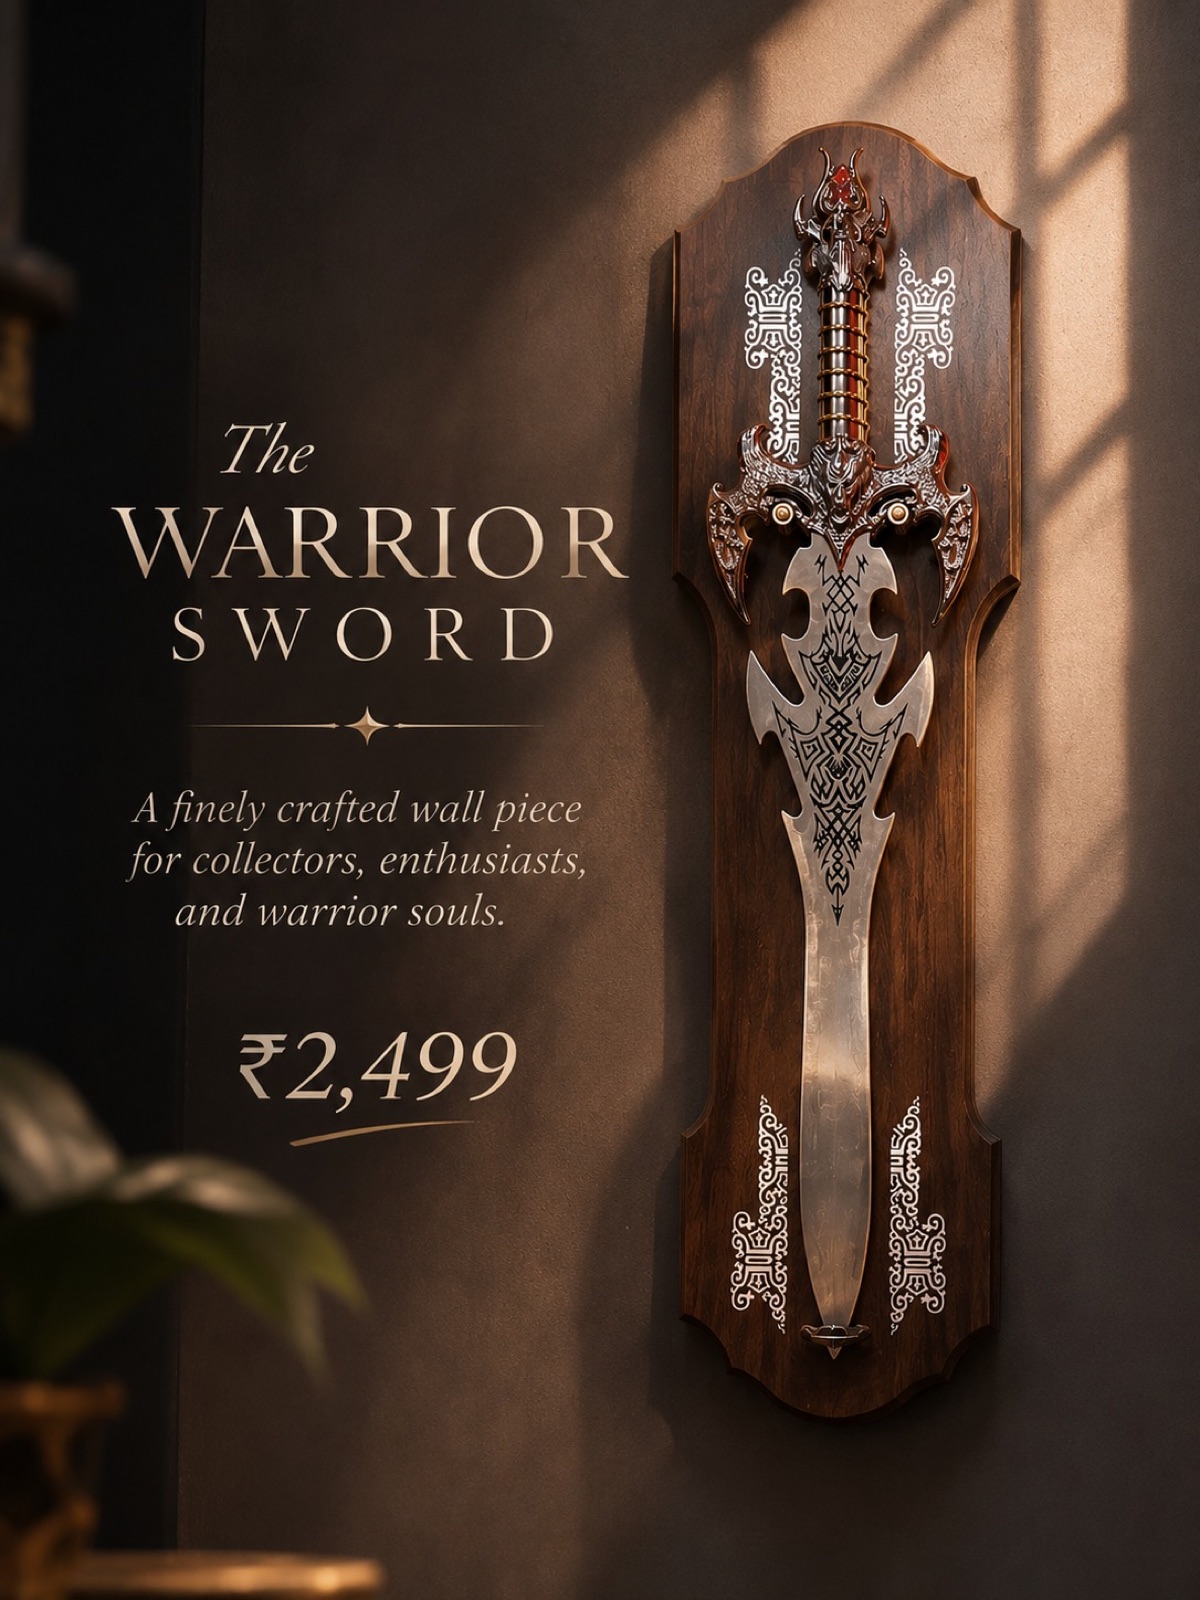 The
WARRIOR
SWORD
A finely crafted wall piece
for collectors, enthusiasts,
and warrior souls.
₹2,499